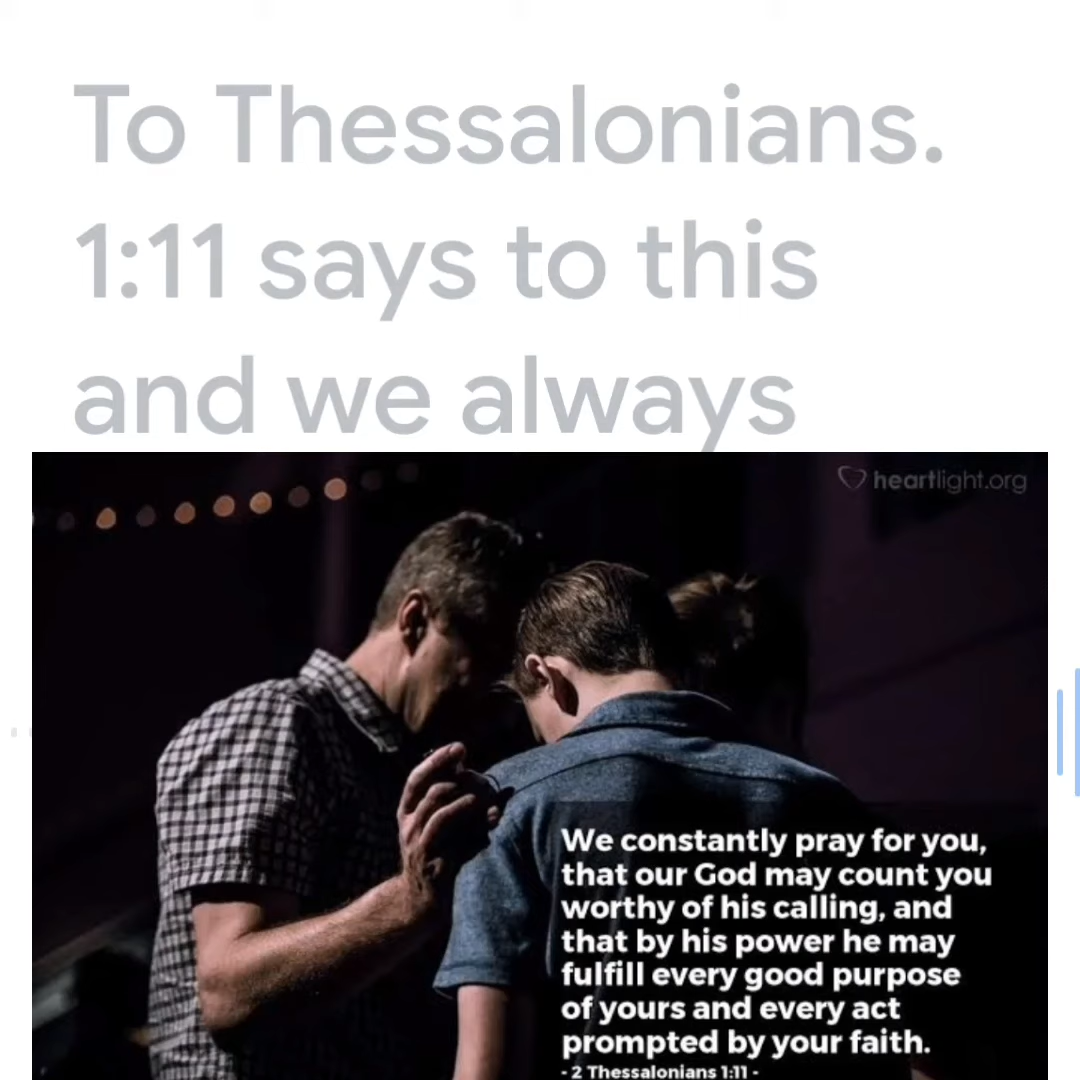 To Thessalonians.
1:11 says to this
and we always
heartlight.org
We constantly pray for you,
that our God may count you
worthy of his calling, and
that by his power he may
fulfill every good purpose
of yours and every act
prompted by your faith.
- 2 Thessalonians 1:11 -